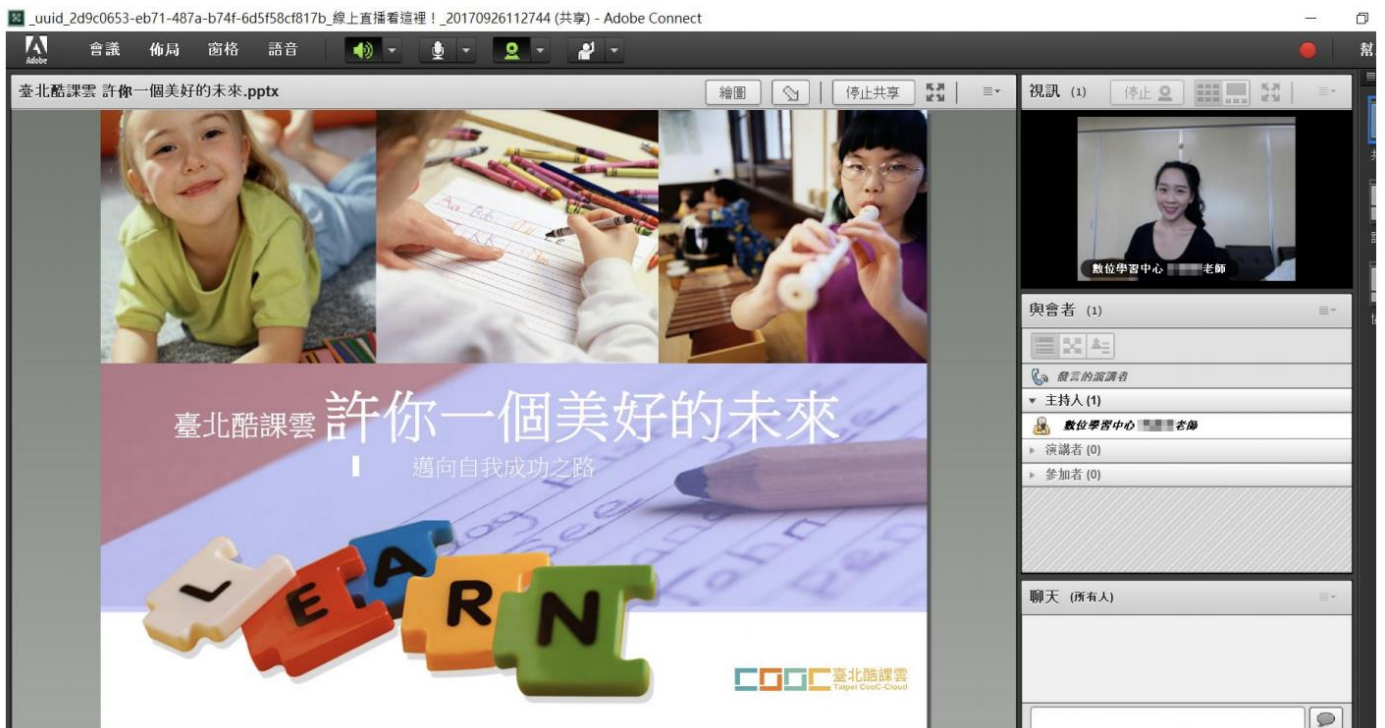 _uuid_2d9c0653-eb71-487a-b74f-6d5f58cf817b_線上直播看這裡！_20170926112744 (共享) - Adobe Connect
Adobe 會議 佈局 窗格 語音 幫
臺北酷課雲 許你一個美好的未來.pptx
繪圖 停止共享
臺北酷課雲 許你一個美好的未來
邁向自我成功之路
LEARN
COOC 臺北酷課雲
Taipei CooC-Cloud
視訊 (1) 停止
數位學習中心 老師
與會者 (1)
發言的演講者
主持人 (1)
數位學習中心 老師
演講者 (0)
參加者 (0)
聊天 (所有人)